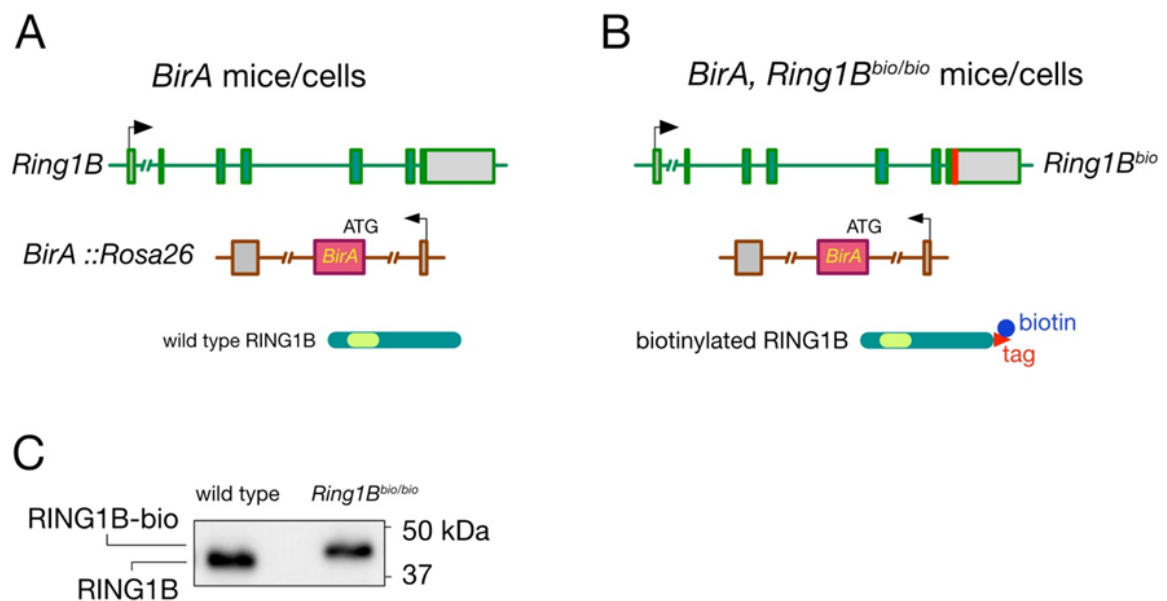 A
BirA mice/cells
Ring1B
ATG
BirA ::Rosa26
BirA
wild type RING1B
B
BirA, Ring1Bbio/bio mice/cells
Ring1Bbio
ATG
BirA
biotinylated RING1B
biotin
tag
C
wild type Ring1Bbio/bio
RING1B-bio
50 kDa
RING1B
37